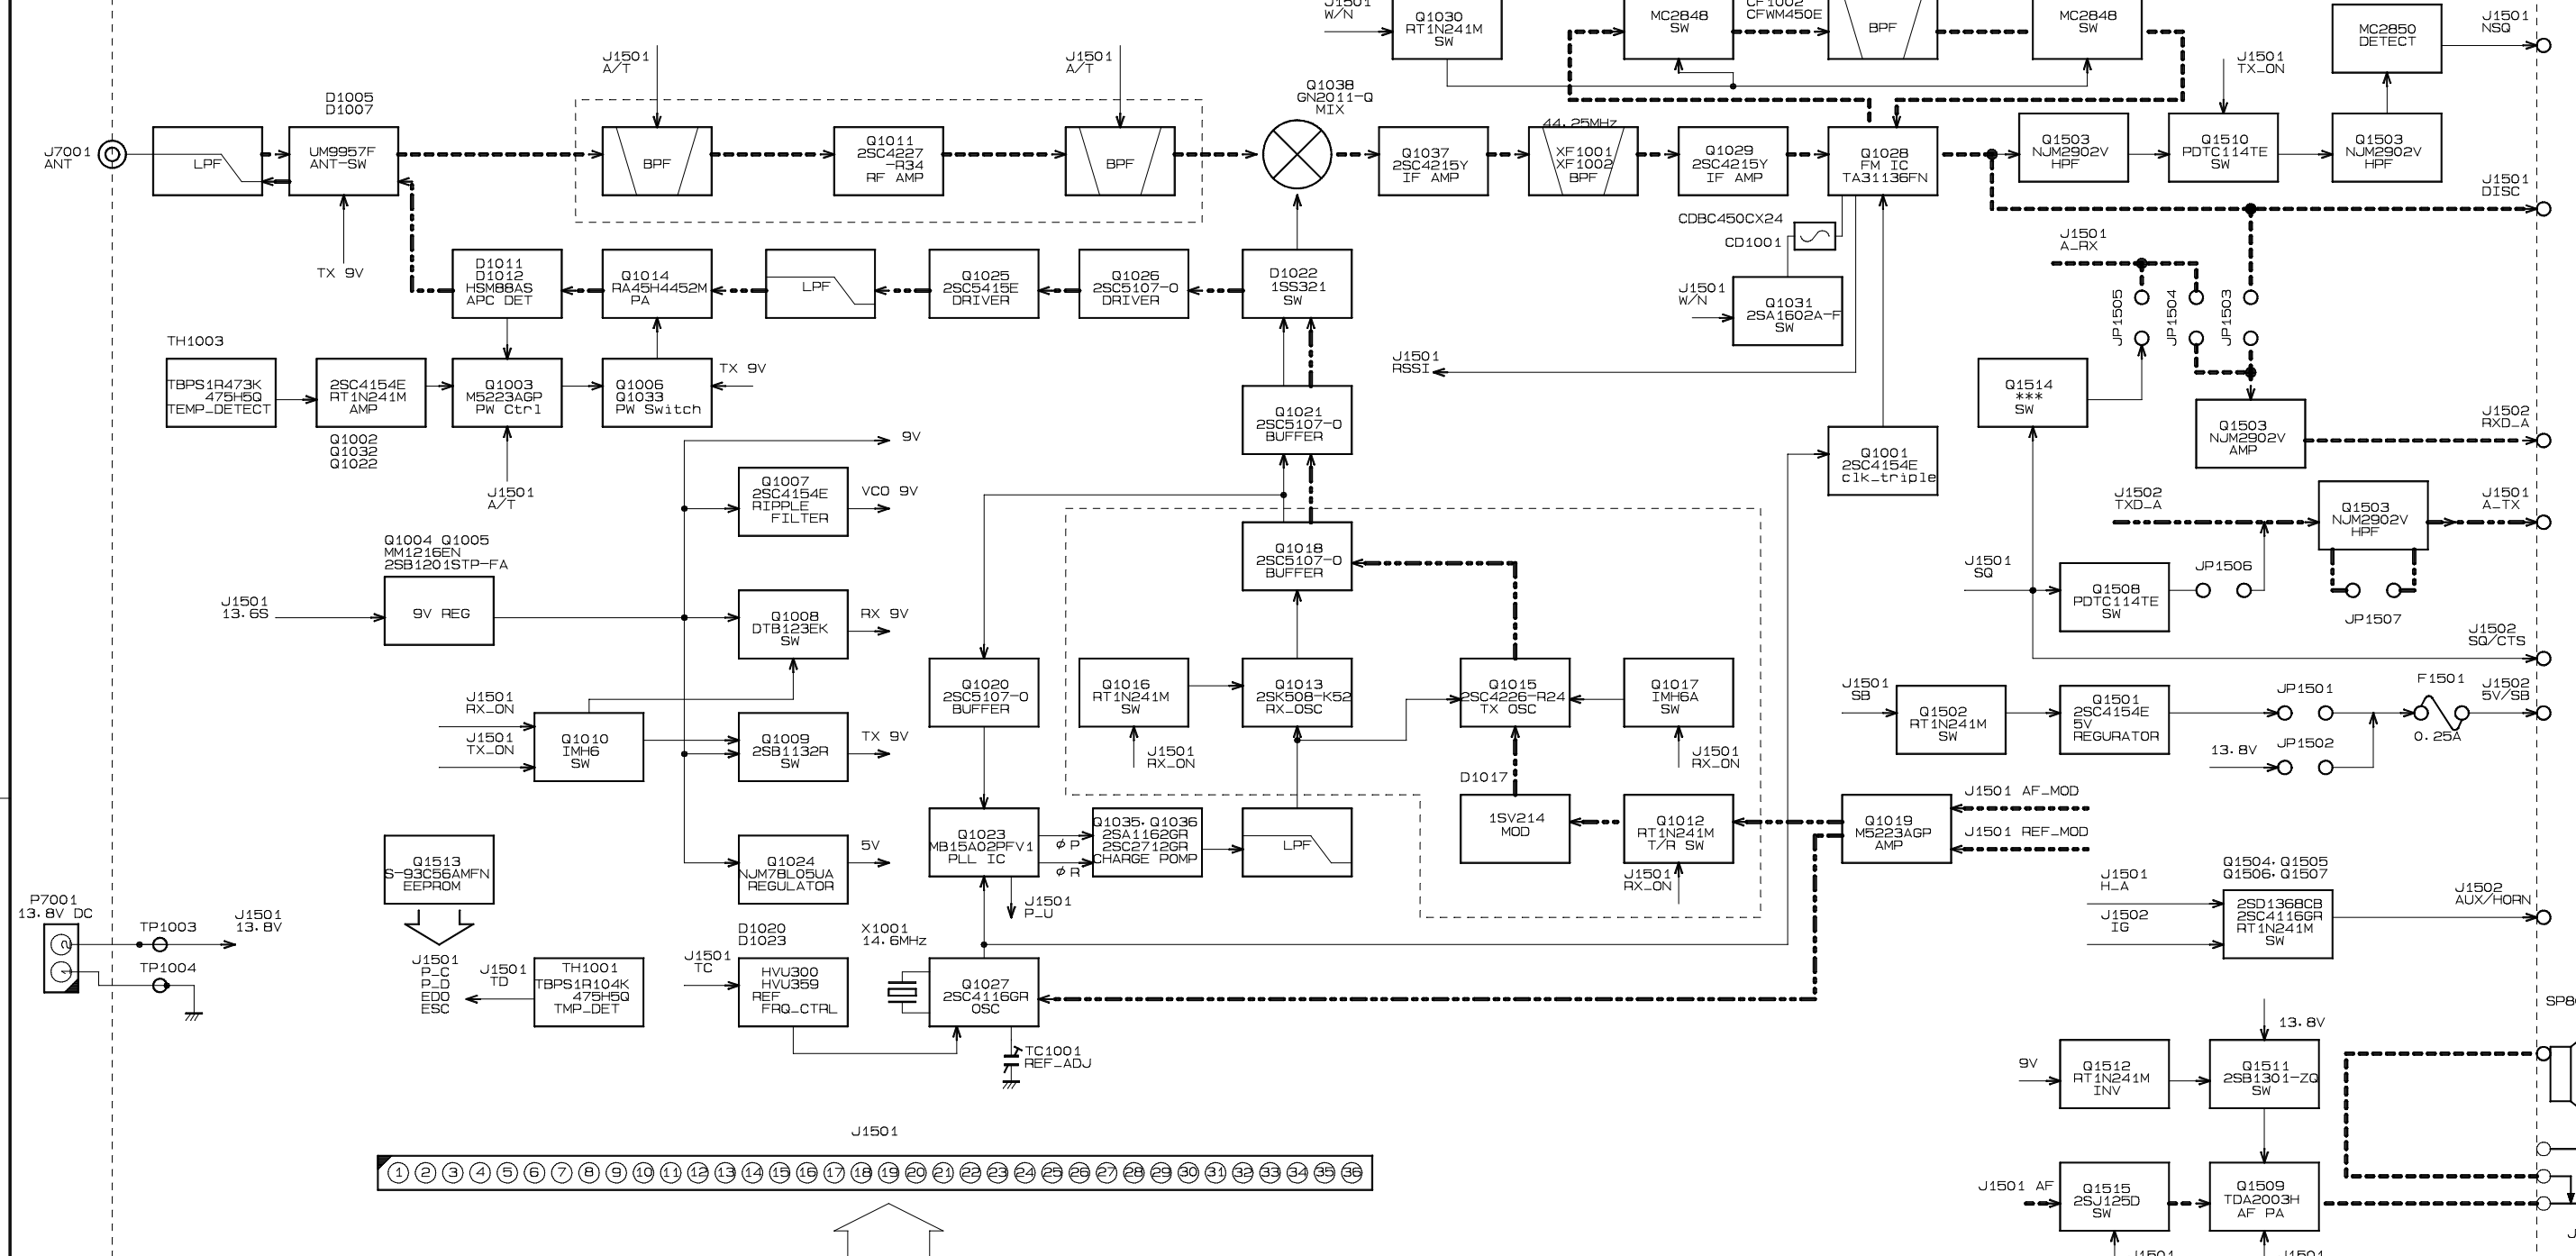 J1501
W/N
Q1030
RT1N241M
SW
MC2848
SW
CF1002
CFWM450E
BPF
MC2848
SW
MC2850
DETECT
J1501
NSQ
J1501
A/T
J1501
A/T
Q1038
GN2011-Q
MIX
J1501
TX_ON
D1005
D1007
J7001
ANT
LPF
UM9957F
ANT-SW
BPF
Q1011
2SC4227
-R34
RF AMP
BPF
Q1037
2SC4215Y
IF AMP
44.25MHz
XF1001
XF1002
BPF
Q1029
2SC4215Y
IF AMP
Q1028
FM IC
TA31136FN
Q1503
NJM2902V
HPF
Q1510
PDTC114TE
SW
Q1503
NJM2902V
HPF
J1501
DISC
TX 9V
D1011
D1012
HSM88AS
APC DET
Q1014
RA45H4452M
PA
LPF
Q1025
2SC5415E
DRIVER
Q1026
2SC5107-O
DRIVER
D1022
1SS321
SW
CDBC450CX24
CD1001
J1501
W/N
Q1031
2SA1602A-F
SW
J1501
A_RX
JP1505
JP1504
JP1503
TH1003
TBPS1R473K
475H5Q
TEMP_DETECT
2SC4154E
RT1N241M
AMP
Q1002
Q1032
Q1022
Q1003
M5223AGP
PW Ctrl
Q1006
Q1033
PW Switch
TX 9V
J1501
A/T
J1501
RSSI
Q1514
***
SW
Q1021
2SC5107-O
BUFFER
Q1001
2SC4154E
clk_triple
Q1503
NJM2902V
AMP
J1502
RXD_A
9V
Q1007
2SC4154E
RIPPLE
FILTER
VCO 9V
J1502
TXD_A
Q1503
NJM2902V
HPF
J1501
A_TX
Q1004 Q1005
MM1216EN
2SB1201STP-FA
9V REG
J1501
13.6S
Q1018
2SC5107-O
BUFFER
J1501
SQ
Q1508
PDTC114TE
SW
JP1506
JP1507
Q1008
DTB123EK
SW
RX 9V
J1502
SQ/CTS
J1501
RX_ON
J1501
TX_ON
Q1010
IMH6
SW
Q1009
2SB1132R
SW
TX 9V
Q1020
2SC5107-O
BUFFER
Q1016
RT1N241M
SW
J1501
RX_ON
Q1013
2SK508-K52
RX_OSC
Q1015
2SC4226-R24
TX OSC
Q1017
IMH6A
SW
J1501
RX_ON
J1501
SB
Q1502
RT1N241M
SW
Q1501
2SC4154E
5V
REGURATOR
JP1501
13.8V
JP1502
F1501
0.25A
J1502
5V/SB
D1017
1SV214
MOD
Q1012
RT1N241M
T/R SW
J1501
RX_ON
Q1019
M5223AGP
AMP
J1501 AF_MOD
J1501 REF_MOD
Q1513
S-93C56AMFN
EEPROM
Q1024
NJM78L05UA
REGULATOR
5V
Q1023
MB15A02PFV1
PLL IC
ØP
ØR
Q1035.Q1036
2SA1162GR
2SC2712GR
CHARGE POMP
LPF
J1501
P_U
Q1504.Q1505
Q1506.Q1507
J1501
H_A
J1502
IG
2SD1368CB
2SC4116GR
RT1N241M
SW
J1502
AUX/HORN
P7001
13.8V DC
2
1
TP1003
TP1004
J1501
13.8V
J1501
P_C
P_D
EDO
ESC
J1501
TD
TH1001
TBPS1R104K
475H5Q
TMP_DET
J1501
TC
D1020
D1023
HVU300
HVU359
REF
FRQ_CTRL
X1001
14.6MHz
Q1027
2SC4116GR
OSC
TC1001
REF_ADJ
13.8V
9V
Q1512
RT1N241M
INV
Q1511
2SB1301-ZQ
SW
J1501
1 2 3 4 5 6 7 8 9 10 11 12 13 14 15 16 17 18 19 20 21 22 23 24 25 26 27 28 29 30 31 32 33 34 35 36
J1501 AF
Q1515
2SJ125D
SW
Q1509
TDA2003H
AF PA
J1501
J1501